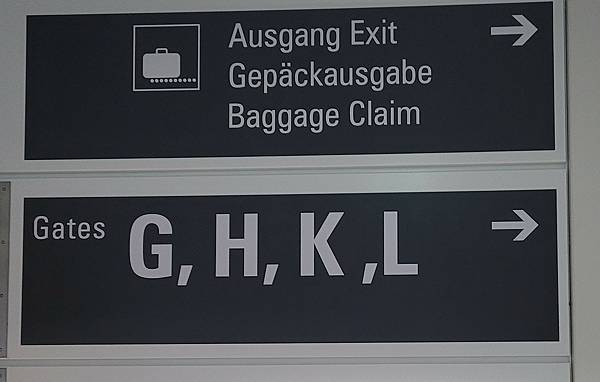 Ausgang Exit
Gepäckausgabe
Baggage Claim
Gates G, H, K ,L